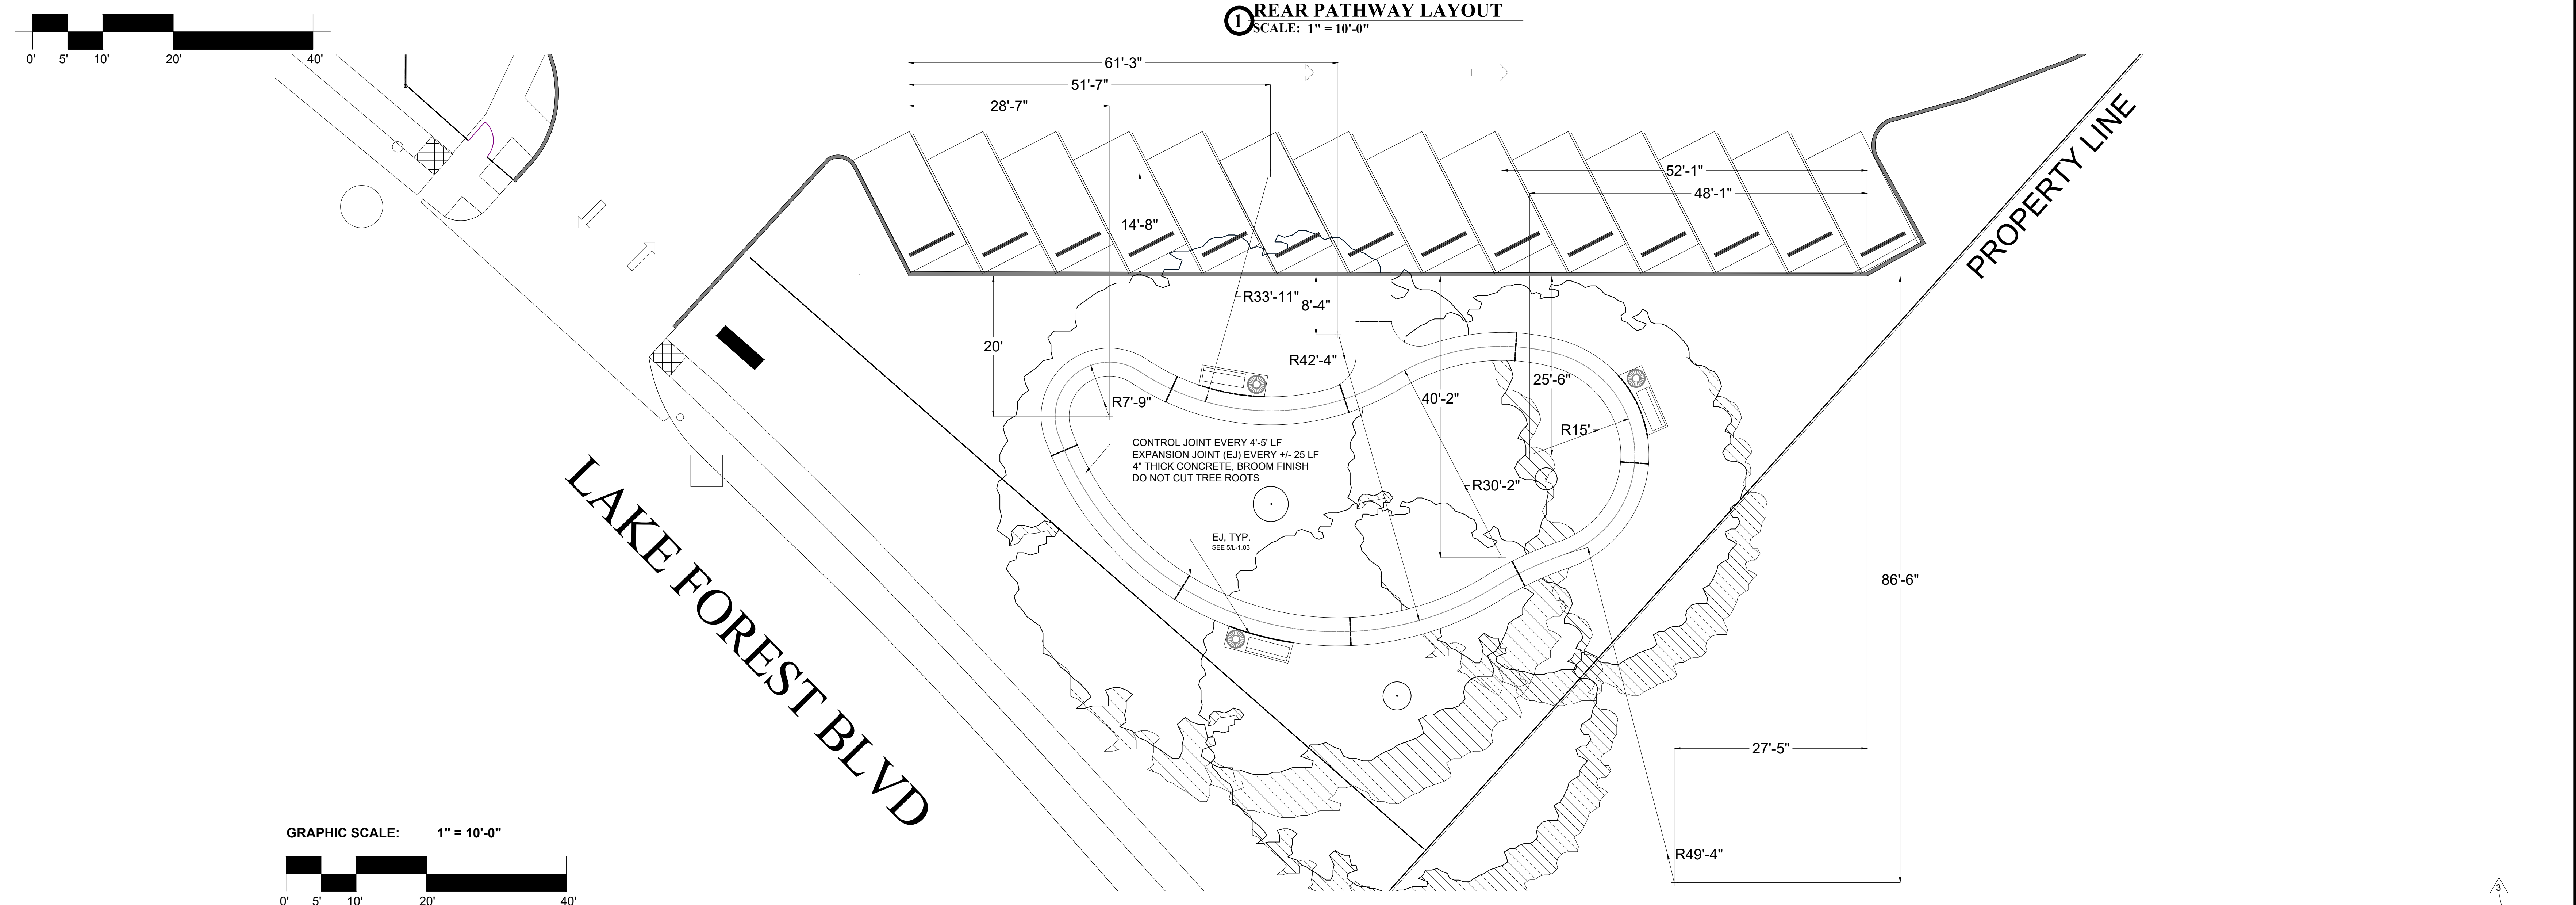 1 REAR PATHWAY LAYOUT
SCALE: 1" = 10'-0"
0' 5' 10' 20' 40'
61'-3"
51'-7"
28'-7"
52'-1"
48'-1"
14'-8"
R33'-11"
8'-4"
20'
R42'-4"
25'-6"
40'-2"
R7'-9"
R15'
CONTROL JOINT EVERY 4'-5' LF
EXPANSION JOINT (EJ) EVERY +/- 25 LF
4" THICK CONCRETE, BROOM FINISH
DO NOT CUT TREE ROOTS
R30'-2"
EJ, TYP.
SEE 5/L-1.03
86'-6"
27'-5"
R49'-4"
PROPERTY LINE
LAKE FOREST BLVD
GRAPHIC SCALE: 1" = 10'-0"
0' 5' 10' 20' 40'
3